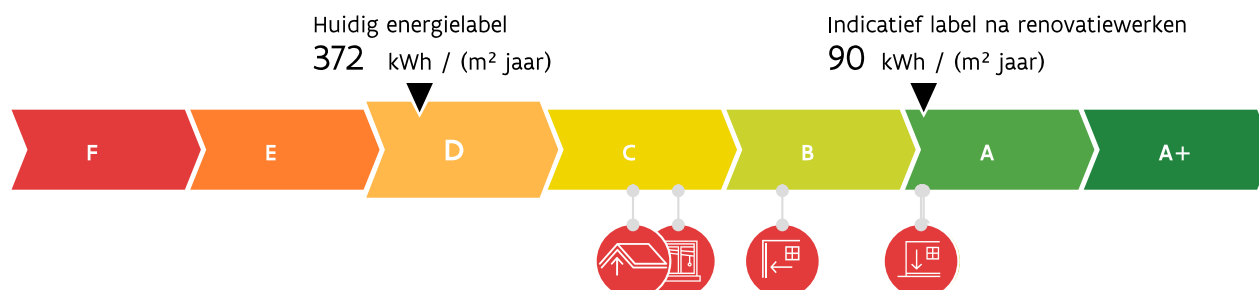 Huidig energielabel
372 kWh / (m² jaar)
Indicatief label na renovatiewerken
90 kWh / (m² jaar)
F E D C B A A+